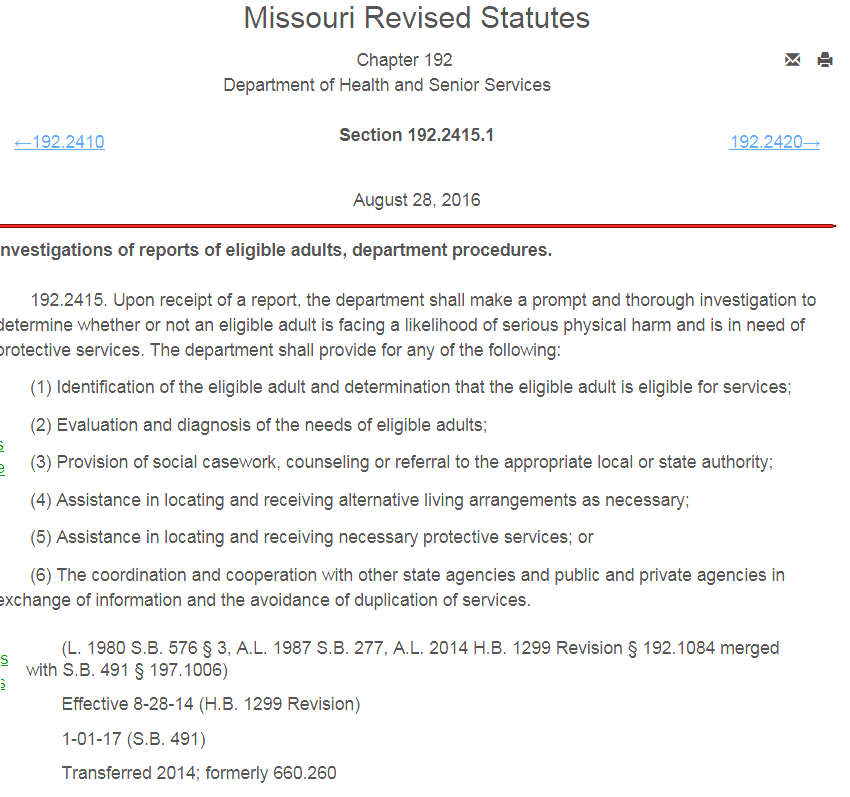 Missouri Revised Statutes
Chapter 192
Department of Health and Senior Services
←192.2410
Section 192.2415.1
192.2420→
August 28, 2016
nvestigations of reports of eligible adults, department procedures.
192.2415. Upon receipt of a report, the department shall make a prompt and thorough investigation to
determine whether or not an eligible adult is facing a likelihood of serious physical harm and is in need of
protective services. The department shall provide for any of the following:
(1) Identification of the eligible adult and determination that the eligible adult is eligible for services;
(2) Evaluation and diagnosis of the needs of eligible adults;
s
(3) Provision of social casework, counseling or referral to the appropriate local or state authority;
e
(4) Assistance in locating and receiving alternative living arrangements as necessary;
(5) Assistance in locating and receiving necessary protective services; or
(6) The coordination and cooperation with other state agencies and public and private agencies in
exchange of information and the avoidance of duplication of services.
(L. 1980 S.B. 576 § 3, A.L. 1987 S.B. 277, A.L. 2014 H.B. 1299 Revision § 192.1084 merged
s
with S.B. 491 § 197.1006)
s
Effective 8-28-14 (H.B. 1299 Revision)
1-01-17 (S.B. 491)
Transferred 2014; formerly 660.260